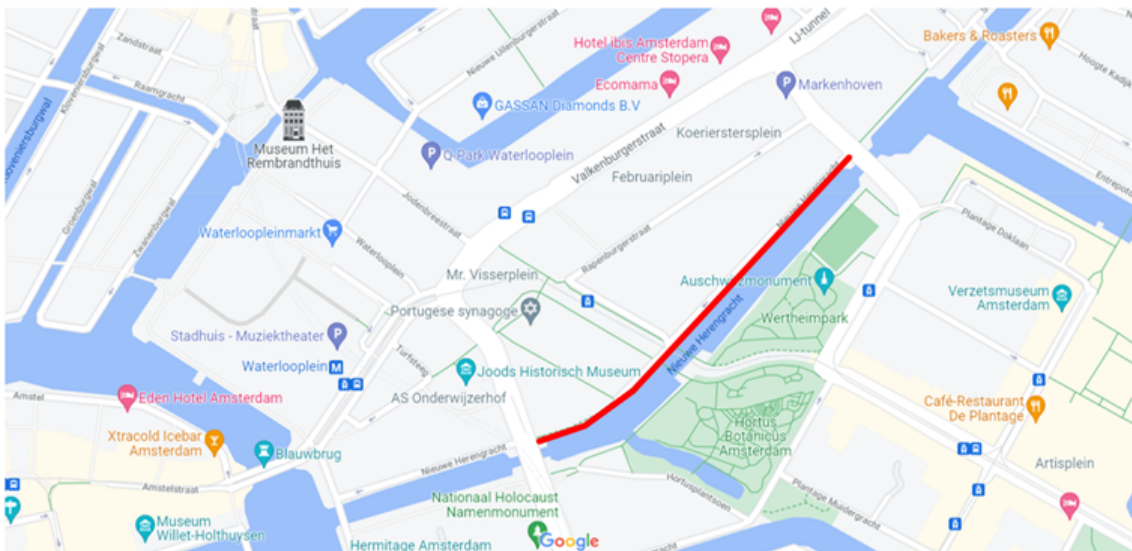 IJ-tunnel
Bakers & Roasters
Hoogte Kadijk
Zandstraat
Nieuwe Uilenburgerstraat
Hotel ibis Amsterdam
Centre Stopera
Kloveniersburgwal
Kloveniersburgwal
Raamgracht
Ecomama
Markenhoven
GASSAN Diamonds B.V
Koerierstersplein
Museum Het
Rembrandthuis
Q-Park Waterlooplein
Valkenburgerstraat
Februariplein
Nieuwe Herengracht
Entrepotdok
Groenburgwal
Zwanenburgwal
Jodenbreestraat
Rapenburgerstraat
Plantage Doklaan
Waterloopleinmarkt
Waterlooplein
Mr. Visserplein
Auschwitzmonument
Verzetsmuseum
Amsterdam
Portugese synagoge
Wertheimpark
Stadhuis - Muziektheater
Turfsteeg
Nieuwe Herengracht
Waterlooplein
M
Joods Historisch Museum
Amstel
Eden Hotel Amsterdam
AS Onderwijzerhof
Café-Restaurant
De Plantage
Xtracold Icebar
Amsterdam
Hortus
Botanicus
Amsterdam
Blauwbrug
Nieuwe Herengracht
Artisplein
Amstelstraat
Hortusplantsoen
Plantage Muidergracht
Nationaal Holocaust
Namenmonument
Museum
Willet-Holthuysen
Hermitage Amsterdam
Google